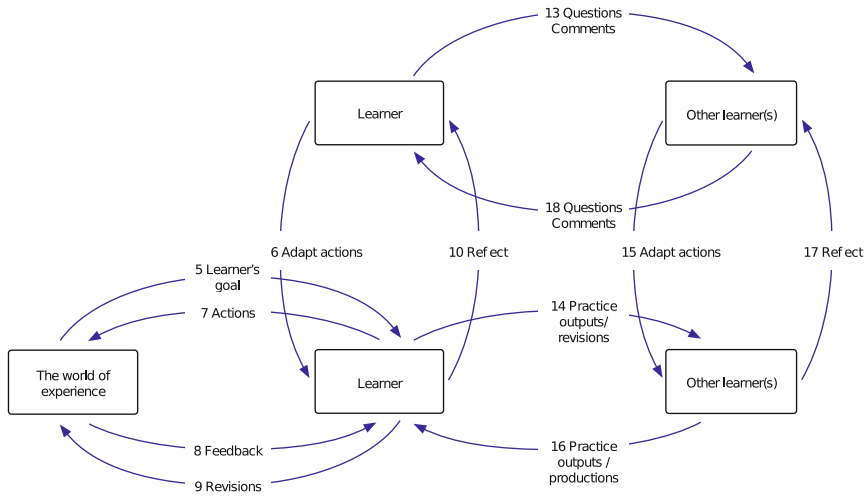 13 Questions
Comments
Learner
Other learner(s)
18 Questions
Comments
6 Adapt actions
10 Ref ect
15 Adapt actions
17 Ref ect
5 Learner's
goal
7 Actions
14 Practice
outputs/
revisions
The world of
experience
Learner
Other learner(s)
8 Feedback
9 Revisions
16 Practice
outputs /
productions